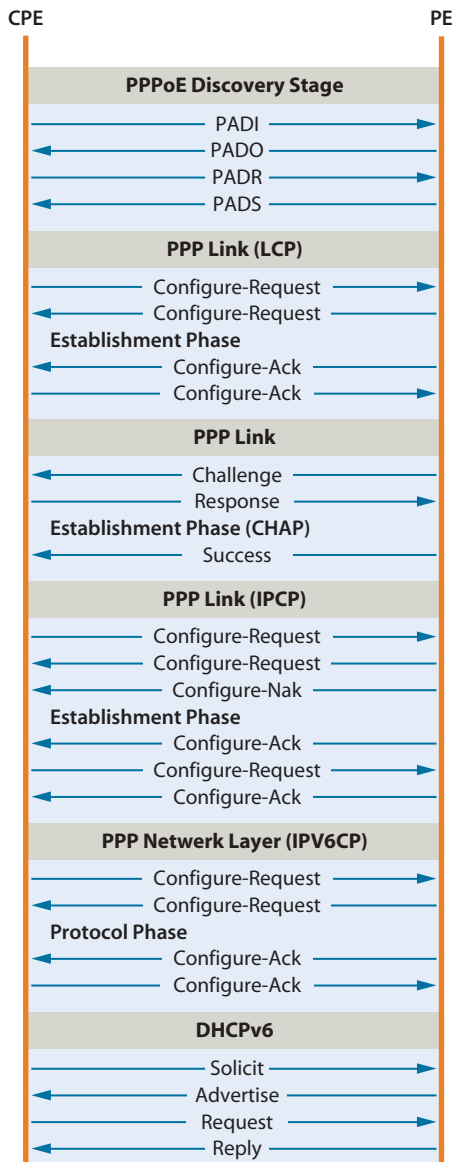 CPE PE
PPPoE Discovery Stage
PADI
PADO
PADR
PADS
PPP Link (LCP)
Configure-Request
Configure-Request
Establishment Phase
Configure-Ack
Configure-Ack
PPP Link
Challenge
Response
Establishment Phase (CHAP)
Success
PPP Link (IPCP)
Configure-Request
Configure-Request
Configure-Nak
Establishment Phase
Configure-Ack
Configure-Request
Configure-Ack
PPP Netwerk Layer (IPV6CP)
Configure-Request
Configure-Request
Protocol Phase
Configure-Ack
Configure-Ack
DHCPv6
Solicit
Advertise
Request
Reply